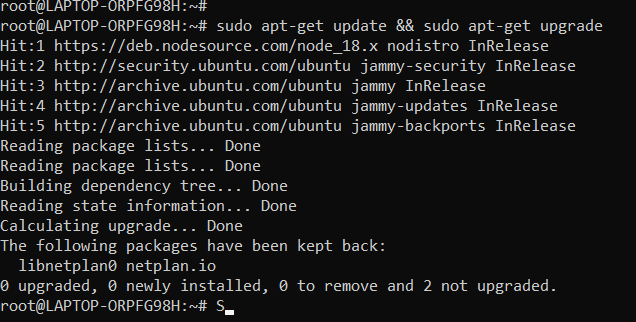 root@LAPTOP-ORPFG98H:~#
root@LAPTOP-ORPFG98H:~# sudo apt-get update && sudo apt-get upgrade
Hit:1 https://deb.nodesource.com/node_18.x nodistro InRelease
Hit:2 http://security.ubuntu.com/ubuntu jammy-security InRelease
Hit:3 http://archive.ubuntu.com/ubuntu jammy InRelease
Hit:4 http://archive.ubuntu.com/ubuntu jammy-updates InRelease
Hit:5 http://archive.ubuntu.com/ubuntu jammy-backports InRelease
Reading package lists... Done
Reading package lists... Done
Building dependency tree... Done
Reading state information... Done
Calculating upgrade... Done
The following packages have been kept back:
  libnetplan0 netplan.io
0 upgraded, 0 newly installed, 0 to remove and 2 not upgraded.
root@LAPTOP-ORPFG98H:~# S